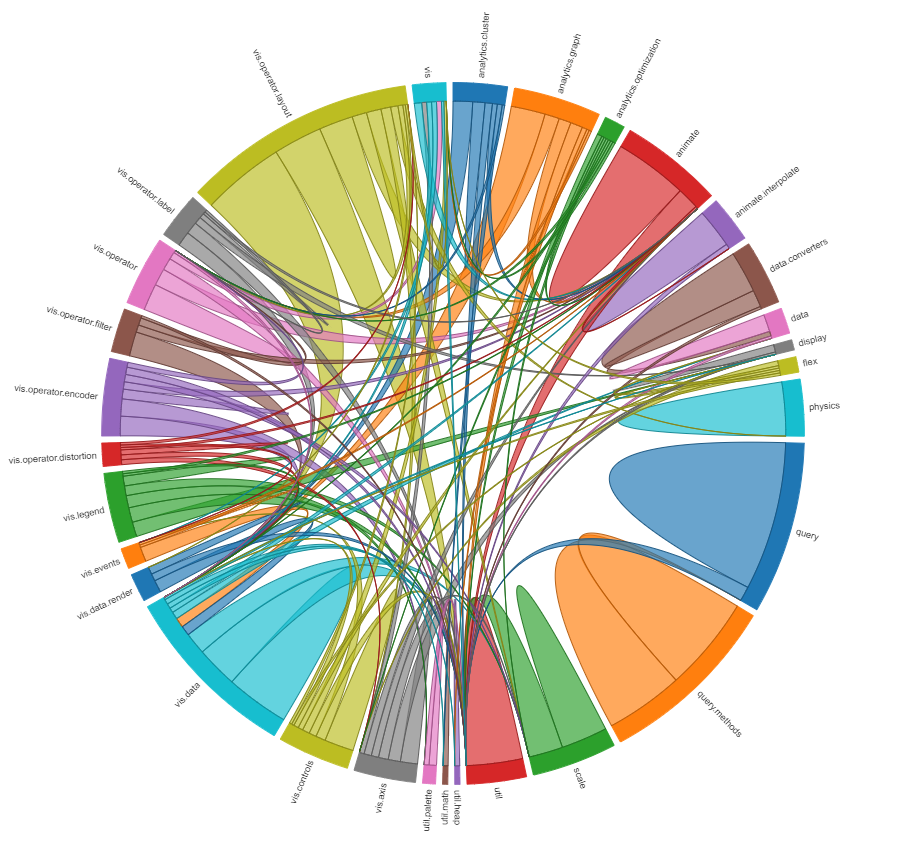 vis
analytics.cluster
analytics.graph
analytics.optimization
animate
animate.interpolate
data.converters
data
display
flex
physics
query
query.methods
scale
util
util.heap
util.math
util.palette
vis.axis
vis.controls
vis.data
vis.data.render
vis.events
vis.legend
vis.operator.distortion
vis.operator.encoder
vis.operator.filter
vis.operator
vis.operator.label
vis.operator.layout